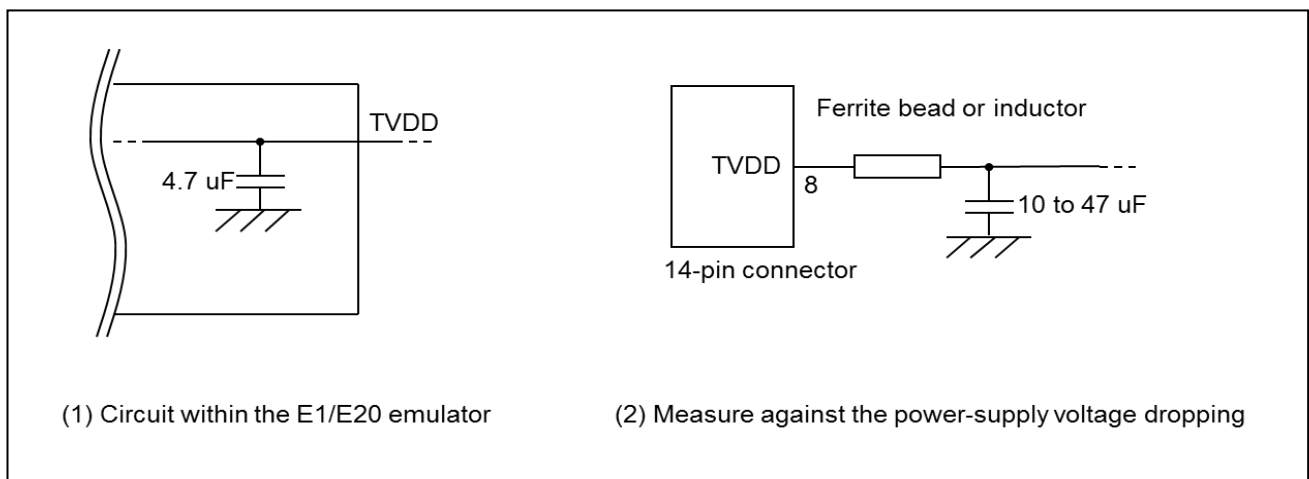 TVDD
4.7 uF
(1) Circuit within the E1/E20 emulator
Ferrite bead or inductor
TVDD
8
10 to 47 uF
14-pin connector
(2) Measure against the power-supply voltage dropping